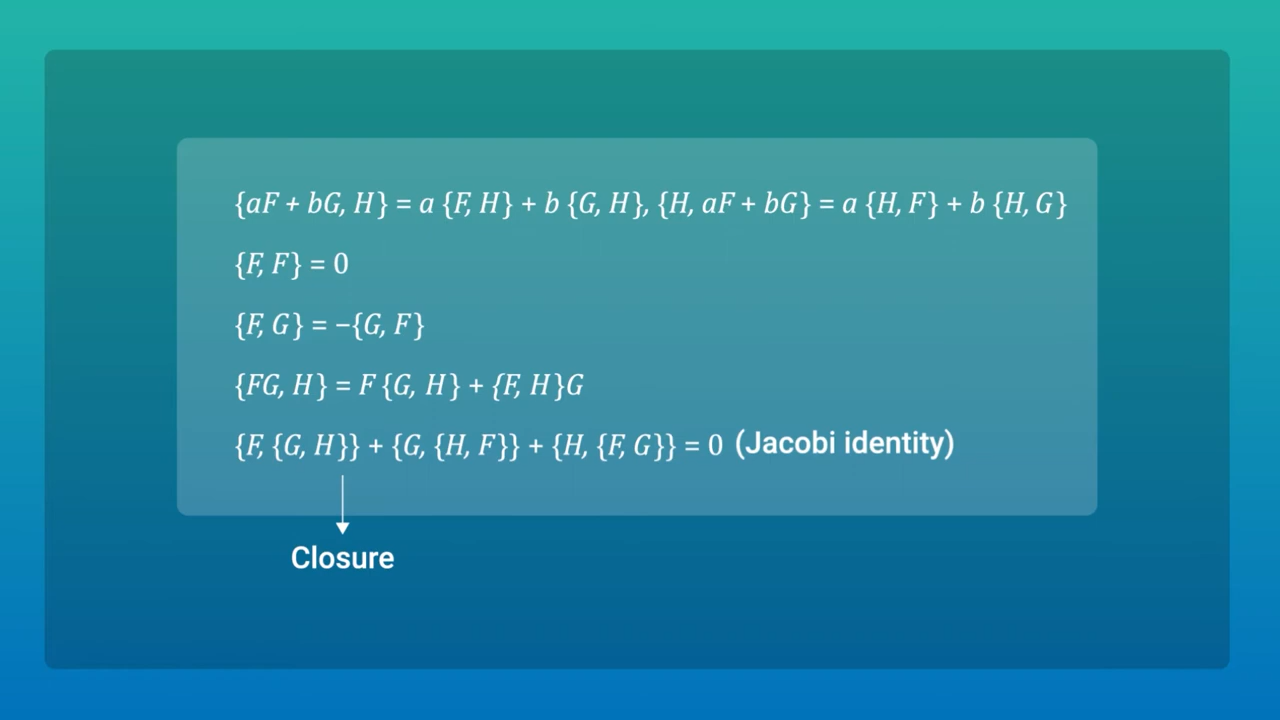 {aF + bG, H} = a {F, H} + b {G, H}, {H, aF + bG} = a {H, F} + b {H, G}
{F, F} = 0
{F, G} = −{G, F}
{FG, H} = F {G, H} + {F, H}G
{F, {G, H}} + {G, {H, F}} + {H, {F, G}} = 0 (Jacobi identity)
Closure